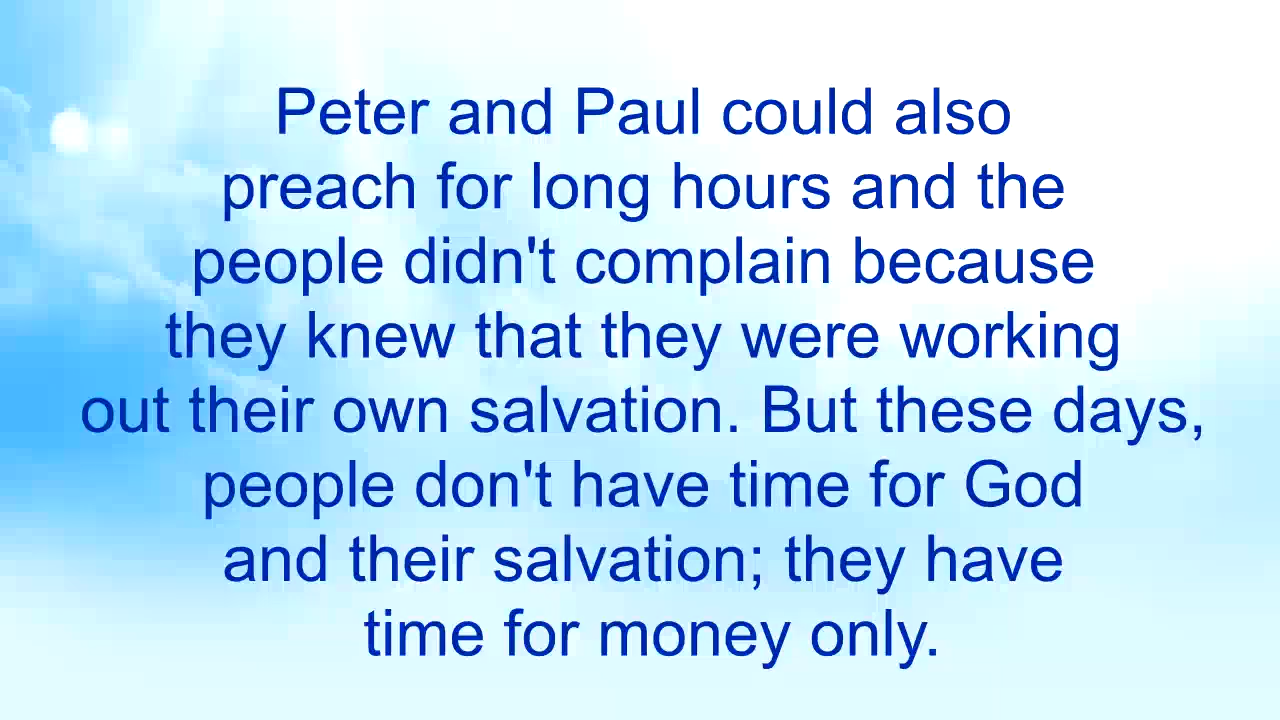 Peter and Paul could also
preach for long hours and the
people didn't complain because
they knew that they were working
out their own salvation. But these days,
people don't have time for God
and their salvation; they have
time for money only.